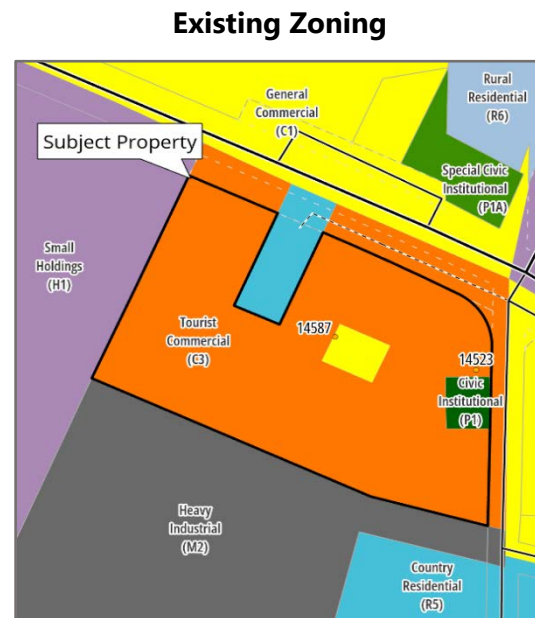 Existing Zoning
Rural
Residential
(R6)
General
Commercial
(C1)
Subject Property
Special Civic
Institutional
(P1A)
Small
Holdings
(H1)
Tourist
Commercial
(C3)
14587
14523
Civic
Institutional
(P1)
Heavy
Industrial
(M2)
Country
Residential
(R5)